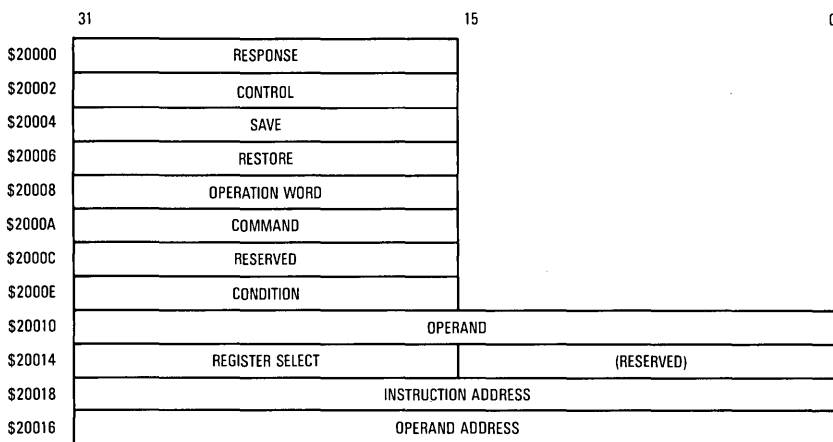 31 15 0
$20000 RESPONSE
$20002 CONTROL
$20004 SAVE
$20006 RESTORE
$20008 OPERATION WORD
$2000A COMMAND
$2000C RESERVED
$2000E CONDITION
$20010 OPERAND
$20014 REGISTER SELECT (RESERVED)
$20018 INSTRUCTION ADDRESS
$20016 OPERAND ADDRESS